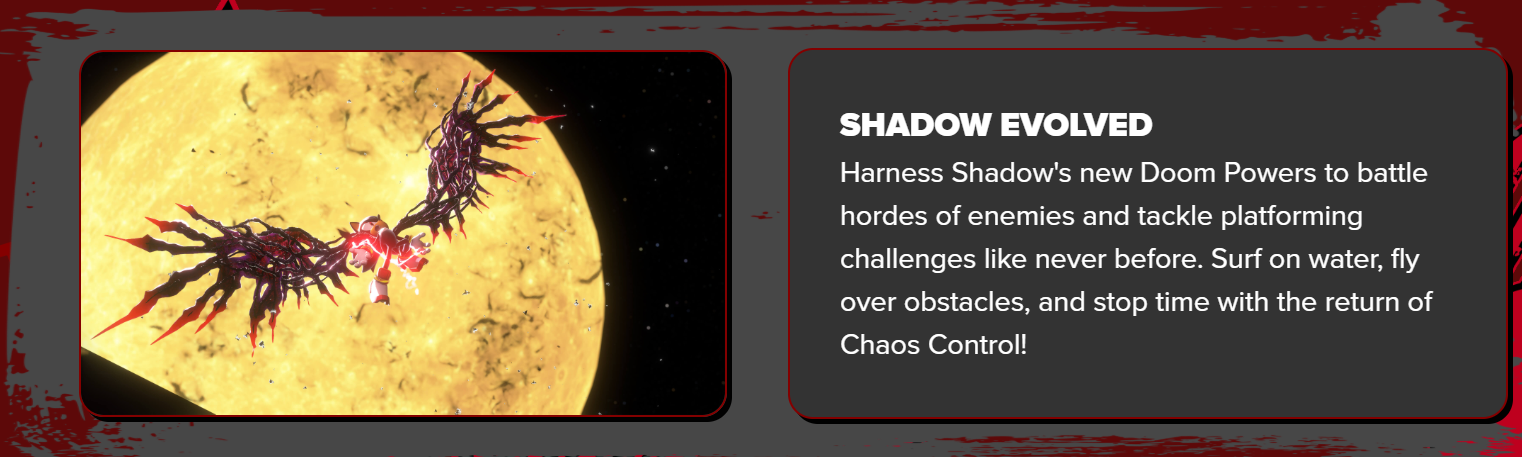 SHADOW EVOLVED
Harness Shadow's new Doom Powers to battle
hordes of enemies and tackle platforming
challenges like never before. Surf on water, fly
over obstacles, and stop time with the return of
Chaos Control!